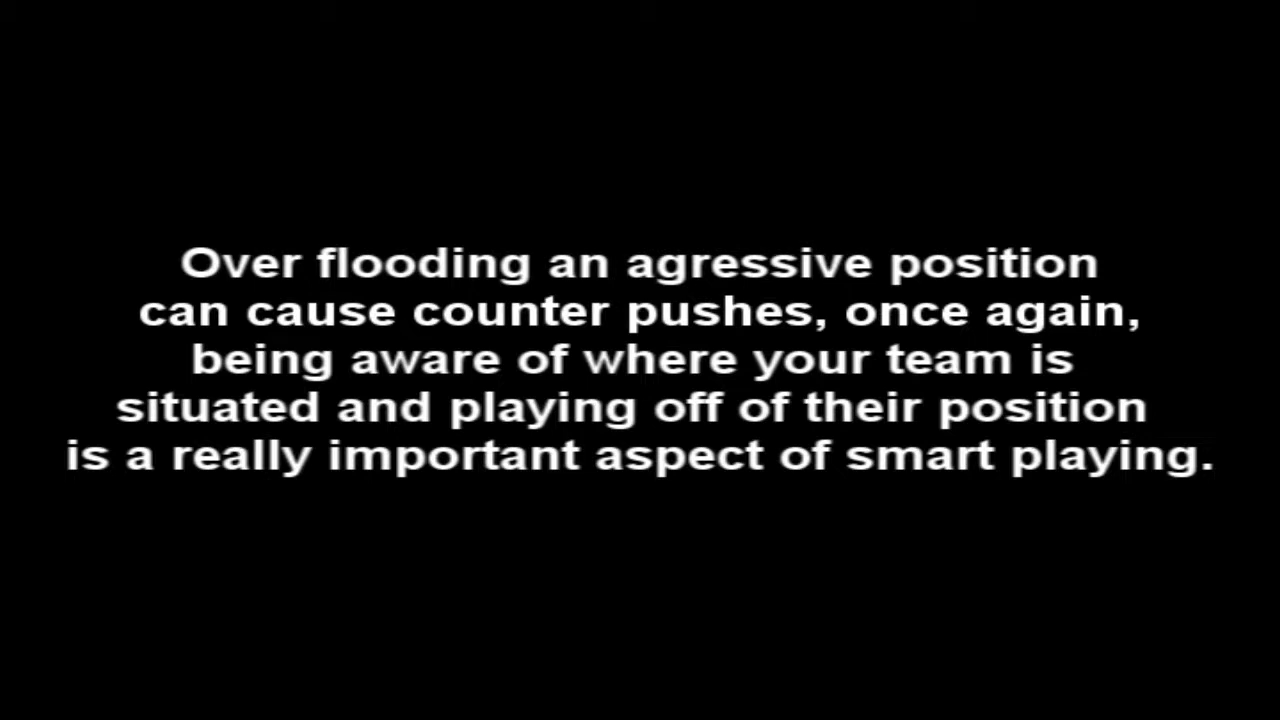 Over flooding an agressive position
can cause counter pushes, once again,
being aware of where your team is
situated and playing off of their position
is a really important aspect of smart playing.